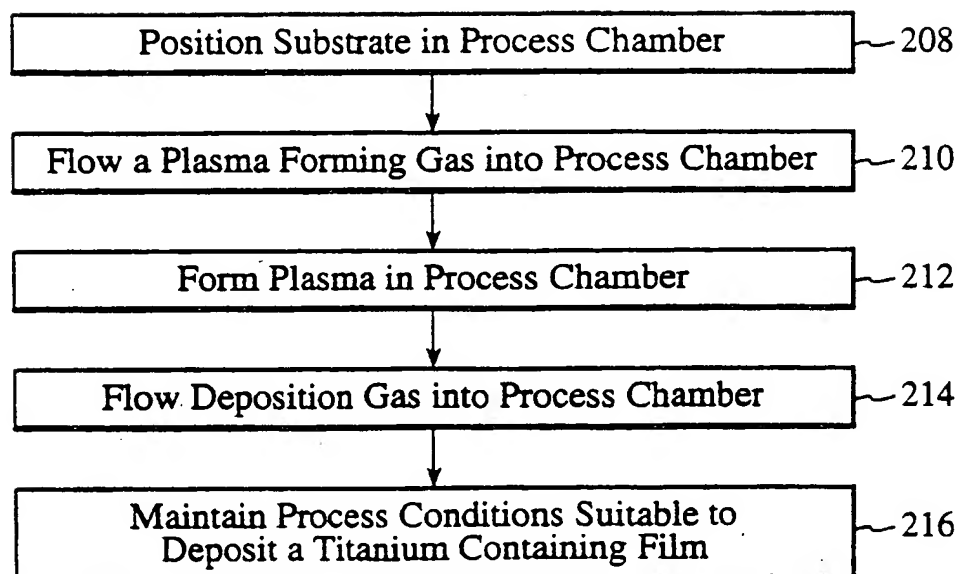 Position Substrate in Process Chamber
208
Flow a Plasma Forming Gas into Process Chamber
210
Form Plasma in Process Chamber
212
Flow Deposition Gas into Process Chamber
214
Maintain Process Conditions Suitable to
Deposit a Titanium Containing Film
216